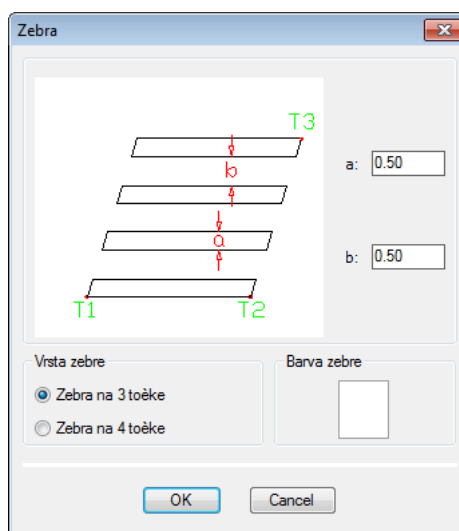 Zebra
T3
b
a
T1
T2
a: 0.50
b: 0.50
Vrsta zebre
Zebra na 3 toèke
Zebra na 4 toèke
Barva zebre
OK
Cancel